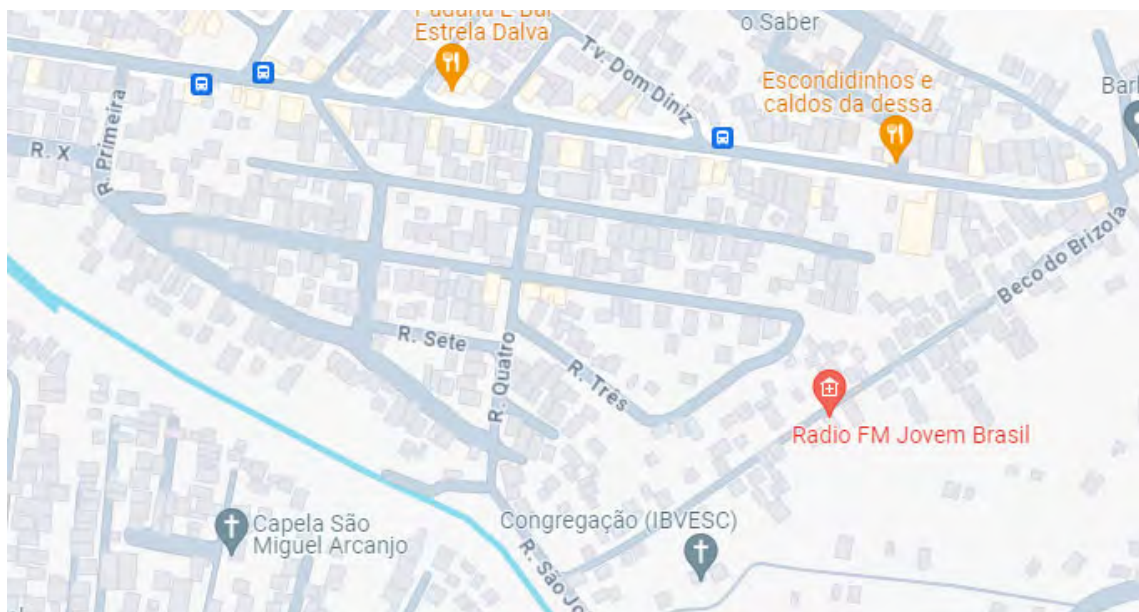 Estrela Dalva
o Saber
Tv. Dom Diniz
Escondidinhos e
caldos da dessa
R. X
R. Primeira
Beco do Brizola
R. Sete
R. Quatro
R. Três
Radio FM Jovem Brasil
Capela São
Miguel Arcanjo
Congregação (IBVESC)
R. São Jo